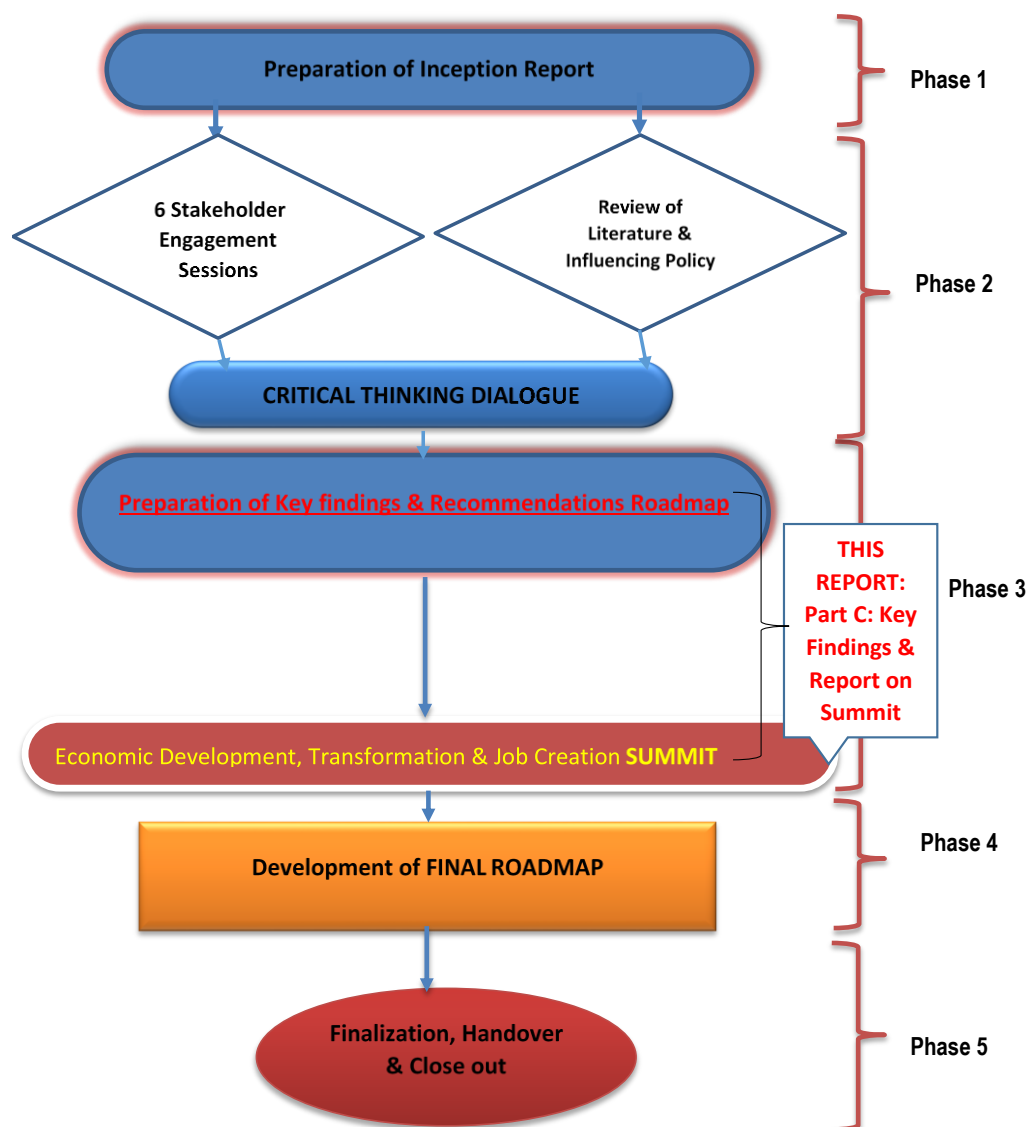 Preparation of Inception Report
Phase 1
6 Stakeholder
Engagement
Sessions
Review of
Literature &
Influencing Policy
Phase 2
CRITICAL THINKING DIALOGUE
Preparation of Key findings & Recommendations Roadmap
THIS
REPORT:
Part C: Key
Findings &
Report on
Summit
Phase 3
Economic Development, Transformation & Job Creation SUMMIT
Phase 4
Development of FINAL ROADMAP
Finalization, Handover
& Close out
Phase 5